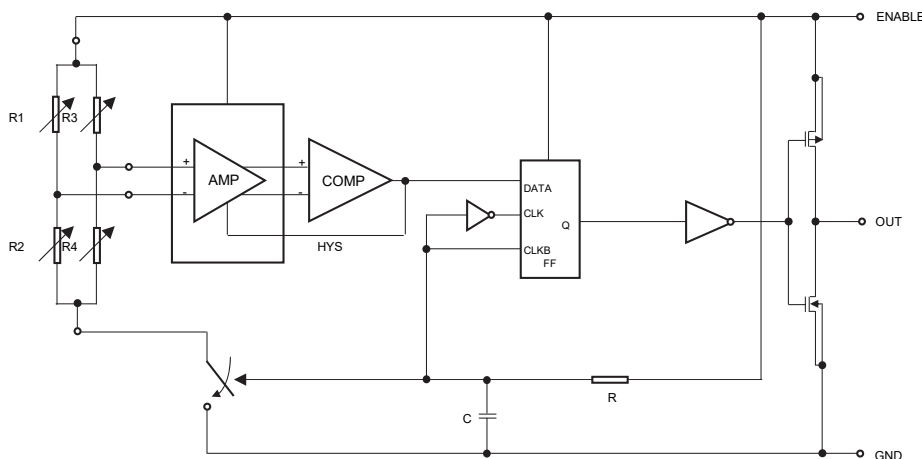 ENABLE
R1
R3
+
-
AMP
+
-
COMP
DATA
CLK
Q
CLKB
FF
OUT
R2
R4
HYS
R
C
GND